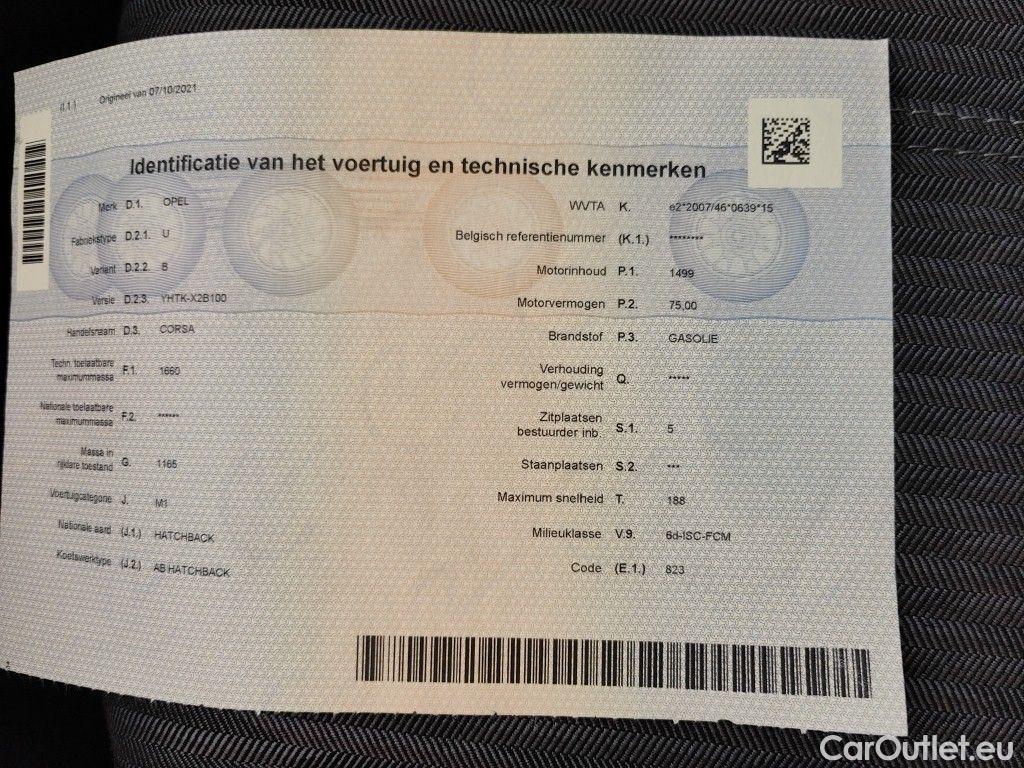 (I.1.) Origineel van 07/10/2021
Identificatie van het voertuig en technische kenmerken
Merk D.1. OPEL
Fabriekstype D.2.1. U
Variant D.2.2. B
Versie D.2.3. YHTK-X2B100
Handelsnaam D.3. CORSA
Techn. toelaatbare
maximummassa F.1. 1660
Nationale toelaatbare
maximummassa F.2. ******
Massa in
rijklare toestand G. 1165
Voertuigcategorie J. M1
Nationale aard (J.1.) HATCHBACK
Koetswerktype (J.2.) AB HATCHBACK
WVTA K. e2*2007/46*0639*15
Belgisch referentienummer (K.1.) ********
Motorinhoud P.1. 1499
Motorvermogen P.2. 75,00
Brandstof P.3. GASOLIE
Verhouding
vermogen/gewicht Q. *****
Zitplaatsen
bestuurder inb. S.1. 5
Staanplaatsen S.2. ***
Maximum snelheid T. 188
Milieuklasse V.9. 6d-ISC-FCM
Code (E.1.) 823
CarOutlet.eu